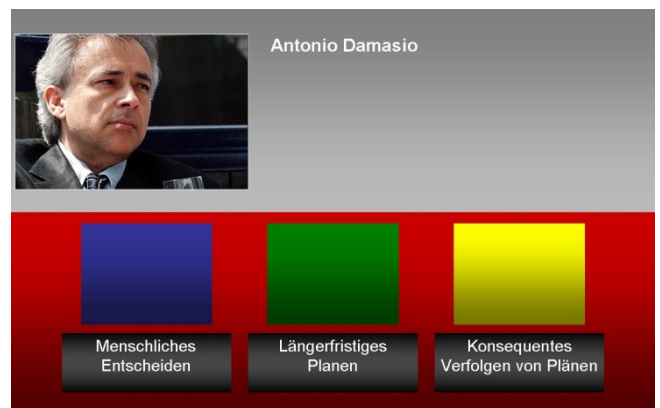 Antonio Damasio
Menschliches
Entscheiden
Längerfristiges
Planen
Konsequentes
Verfolgen von Plänen